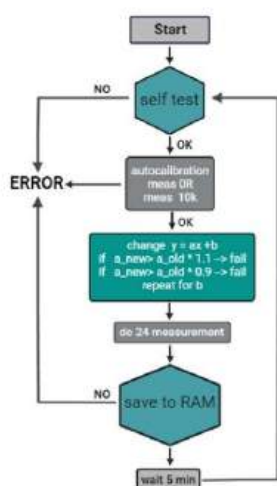 Start
self test
NO
OK
autocalibration
meas 0R
meas 10k
ERROR
OK
change y = ax +b
if a_new> a_old * 1.1 -> fail
If a_new> a_old * 0.9 -> fail
repeat for b
do 24 measurement
NO
save to RAM
wait 5 min